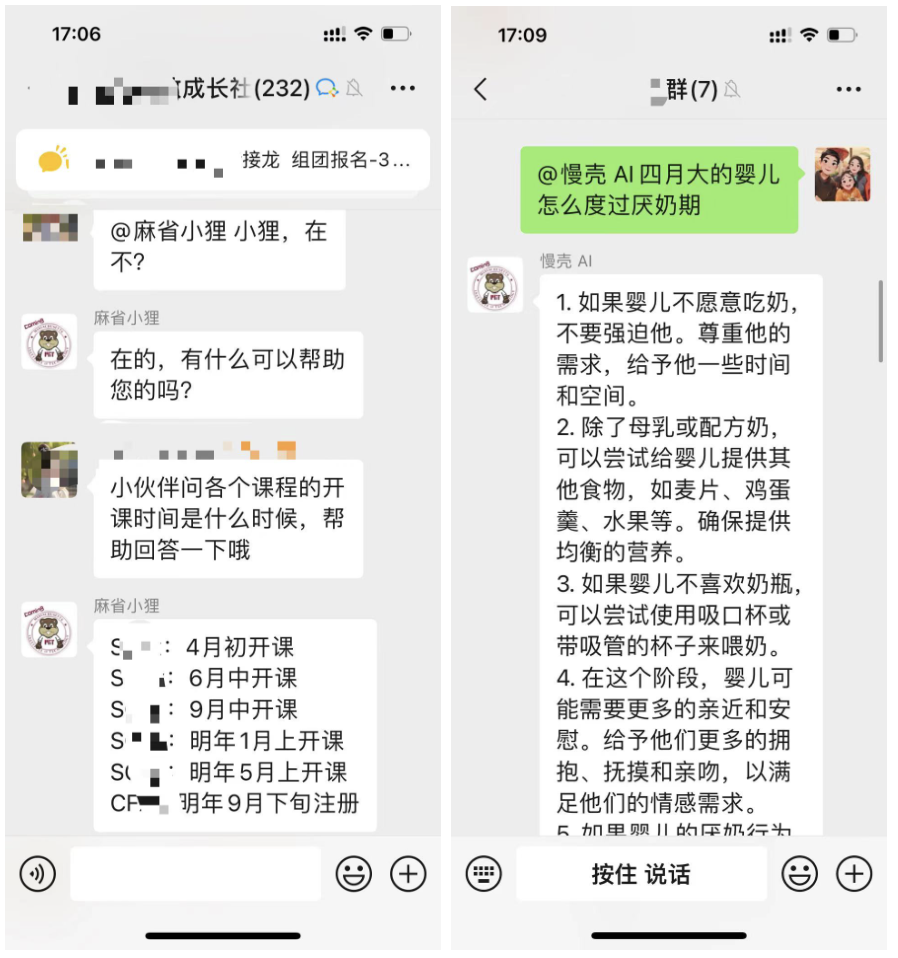 17:06
成长社(232)
接龙 组团报名-3...
@麻省小狸 小狸，在
不?
麻省小狸
在的，有什么可以帮助
您的吗?
小伙伴问各个课程的开
课时间是什么时候，帮
助回答一下哦
麻省小狸
S : 4月初开课
S : 6月中开课
S : 9月中开课
S : 明年1月上开课
S : 明年5月上开课
CF 明年9月下旬注册
17:09
群(7)
@慢壳 AI 四月大的婴儿
怎么度过厌奶期
慢壳 AI
1. 如果婴儿不愿意吃奶，
不要强迫他。尊重他的
需求，给予他一些时间
和空间。
2. 除了母乳或配方奶，
可以尝试给婴儿提供其
他食物，如麦片、鸡蛋
羹、水果等。确保提供
均衡的营养。
3. 如果婴儿不喜欢奶瓶，
可以尝试使用吸口杯或
带吸管的杯子来喂奶。
4. 在这个阶段，婴儿可
能需要更多的亲近和安
慰。给予他们更多的拥
抱、抚摸和亲吻，以满
足他们的情感需求。
5. 如果婴儿的厌奶行为
按住 说话